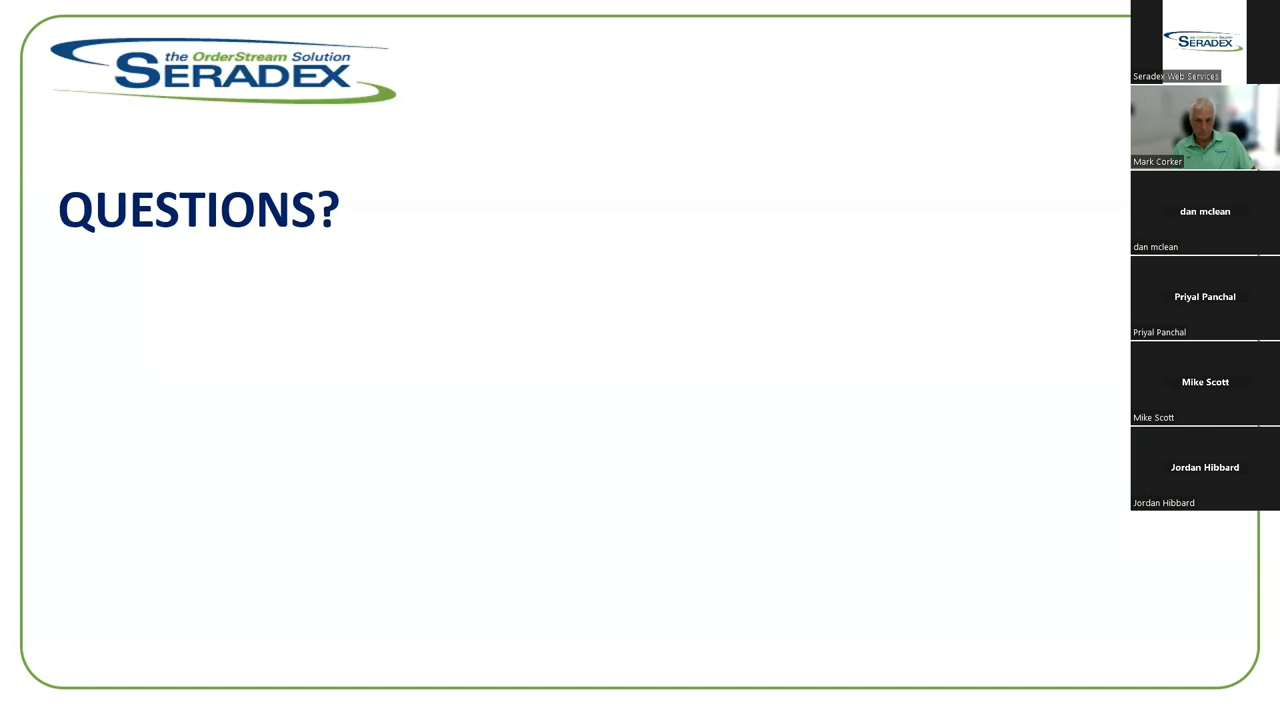 the OrderStream Solution
SERADEX
QUESTIONS?
SERADEX
Seradex Web Services
Mark Corker
dan mclean
dan mclean
Priyal Panchal
Priyal Panchal
Mike Scott
Mike Scott
Jordan Hibbard
Jordan Hibbard